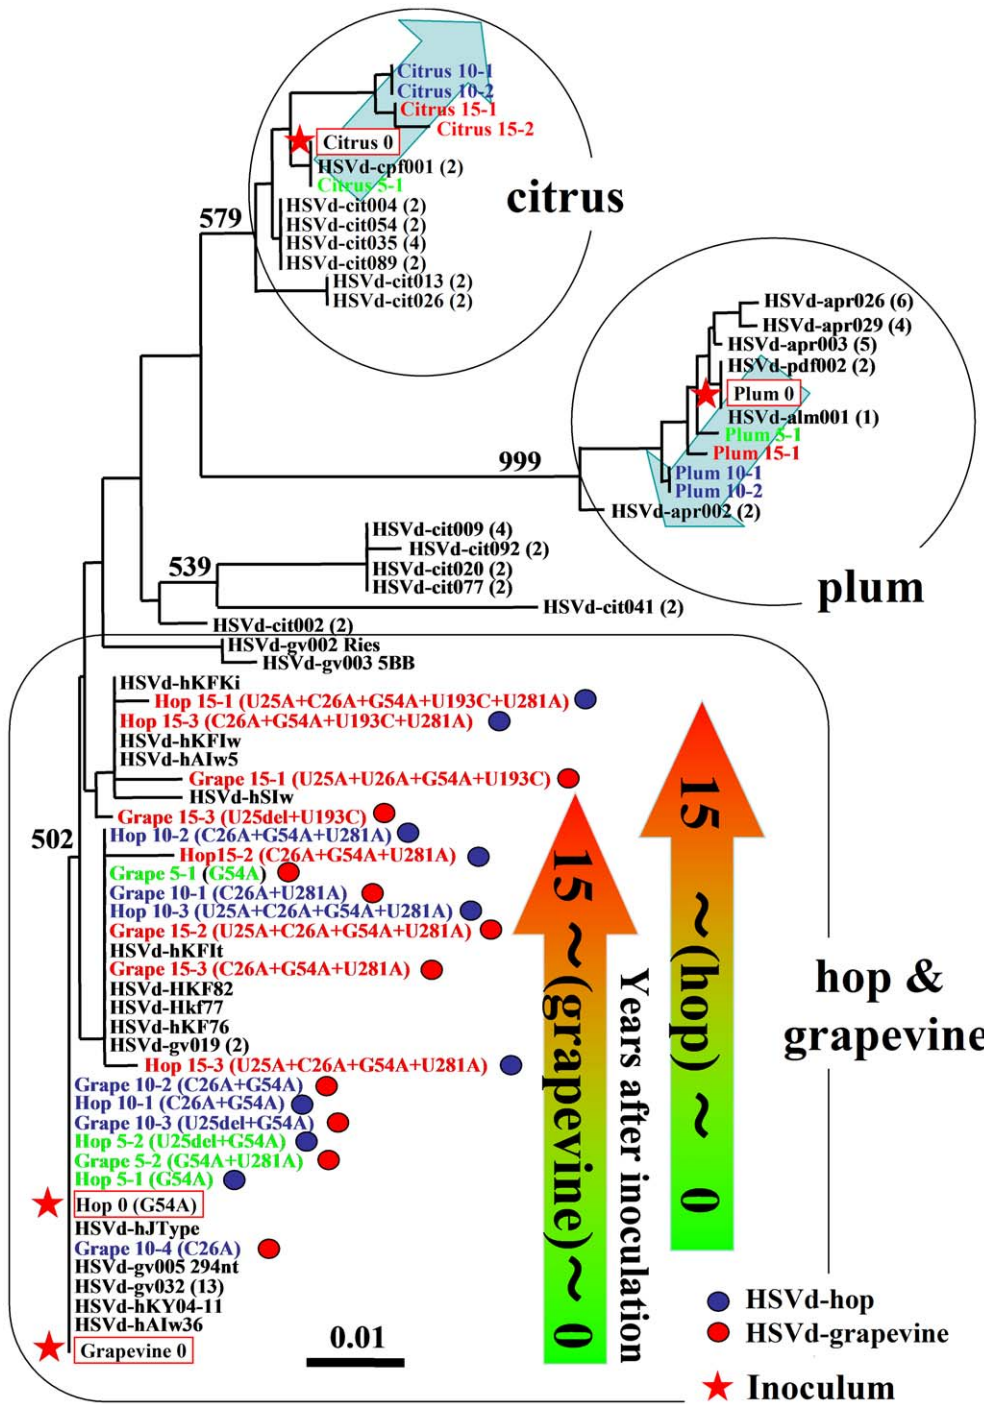 Citrus 10-1
Citrus 10-2
Citrus 15-1
Citrus 15-2
Citrus 0
HSVd-cpf001 (2)
Citrus 5-1
citrus
579
HSVd-cit004 (2)
HSVd-cit054 (2)
HSVd-cit035 (4)
HSVd-cit089 (2)
HSVd-cit013 (2)
HSVd-cit026 (2)
HSVd-apr026 (6)
HSVd-apr029 (4)
HSVd-apr003 (5)
HSVd-pdf002 (2)
Plum 0
HSVd-alm001 (1)
Plum 5-1
Plum 15-1
999
Plum 10-1
Plum 10-2
HSVd-apr002 (2)
plum
HSVd-cit009 (4)
HSVd-cit092 (2)
539
HSVd-cit020 (2)
HSVd-cit077 (2)
HSVd-cit041 (2)
HSVd-cit002 (2)
HSVd-gv002 Ries
HSVd-gv003 5BB
HSVd-hKFKi
Hop 15-1 (U25A+C26A+G54A+U193C+U281A)
Hop 15-3 (C26A+G54A+U193C+U281A)
HSVd-hKFIw
HSVd-hAIw5
Grape 15-1 (U25A+U26A+G54A+U193C)
HSVd-hSIw
Grape 15-3 (U25del+U193C)
502
Hop 10-2 (C26A+G54A+U281A)
Hop15-2 (C26A+G54A+U281A)
Grape 5-1 (G54A)
Grape 10-1 (C26A+U281A)
Hop 10-3 (U25A+C26A+G54A+U281A)
Grape 15-2 (U25A+C26A+G54A+U281A)
HSVd-hKFIt
Grape 15-3 (C26A+G54A+U281A)
HSVd-HKF82
HSVd-Hkf77
HSVd-hKF76
HSVd-gv019 (2)
Hop 15-3 (U25A+C26A+G54A+U281A)
Grape 10-2 (C26A+G54A)
Hop 10-1 (C26A+G54A)
Grape 10-3 (U25del+G54A)
Hop 5-2 (U25del+G54A)
Grape 5-2 (G54A+U281A)
Hop 5-1 (G54A)
Hop 0 (G54A)
HSVd-hJType
Grape 10-4 (C26A)
HSVd-gv005 294nt
HSVd-gv032 (13)
HSVd-hKY04-11
HSVd-hAIw36
Grapevine 0
0.01
15 ~(grapevine)~ 0
Years after inoculation
15 ~(hop) ~ 0
hop &
grapevine
HSVd-hop
HSVd-grapevine
Inoculum